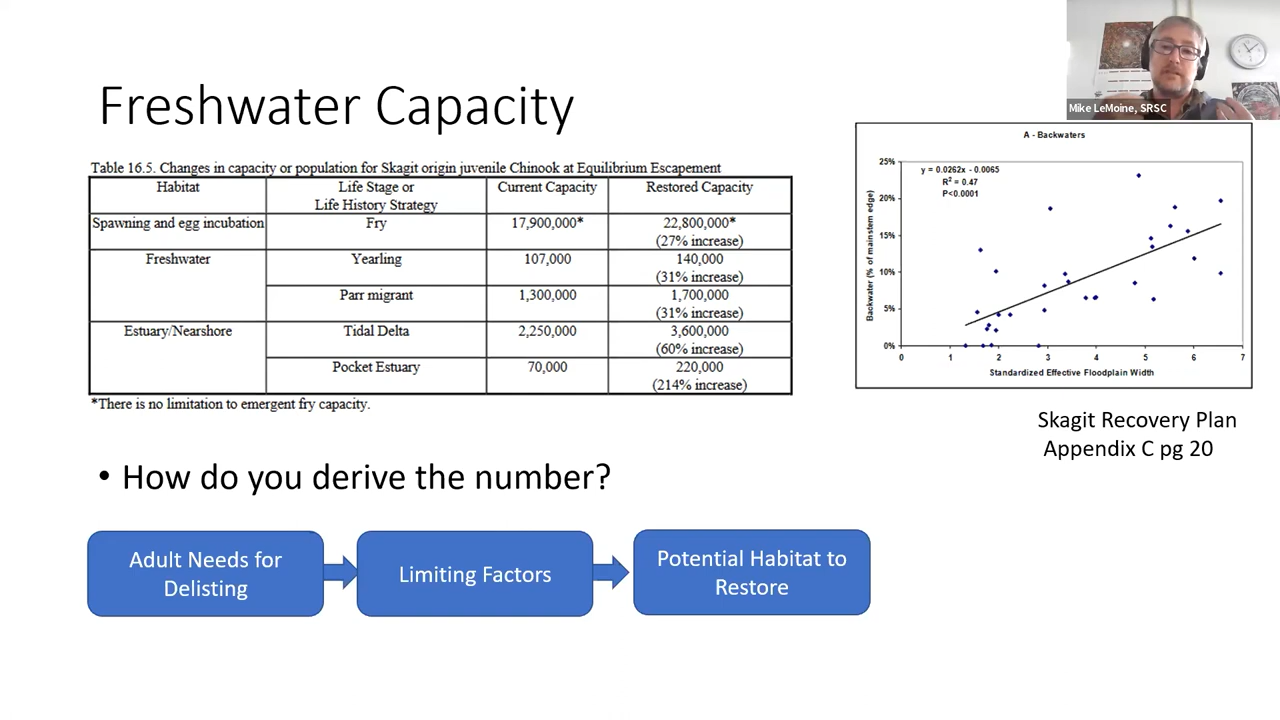 Freshwater Capacity
Mike LeMoine, SRSC
Table 16.5. Changes in capacity or population for Skagit origin juvenile Chinook at Equilibrium Escapement
Habitat Life Stage or Life History Strategy Current Capacity Restored Capacity
Spawning and egg incubation Fry 17,900,000* 22,800,000*
(27% increase)
Freshwater Yearling 107,000 140,000
(31% increase)
Parr migrant 1,300,000 1,700,000
(31% increase)
Estuary/Nearshore Tidal Delta 2,250,000 3,600,000
(60% increase)
Pocket Estuary 70,000 220,000
(214% increase)
*There is no limitation to emergent fry capacity.
A - Backwaters
y = 0.0262x - 0.0065
R² = 0.47
P<0.0001
25%
20%
15%
10%
5%
0%
Backwater (% of mainstem edge)
0 1 2 3 4 5 6 7
Standardized Effective Floodplain Width
Skagit Recovery Plan
Appendix C pg 20
• How do you derive the number?
Adult Needs for
Delisting
Limiting Factors
Potential Habitat to
Restore